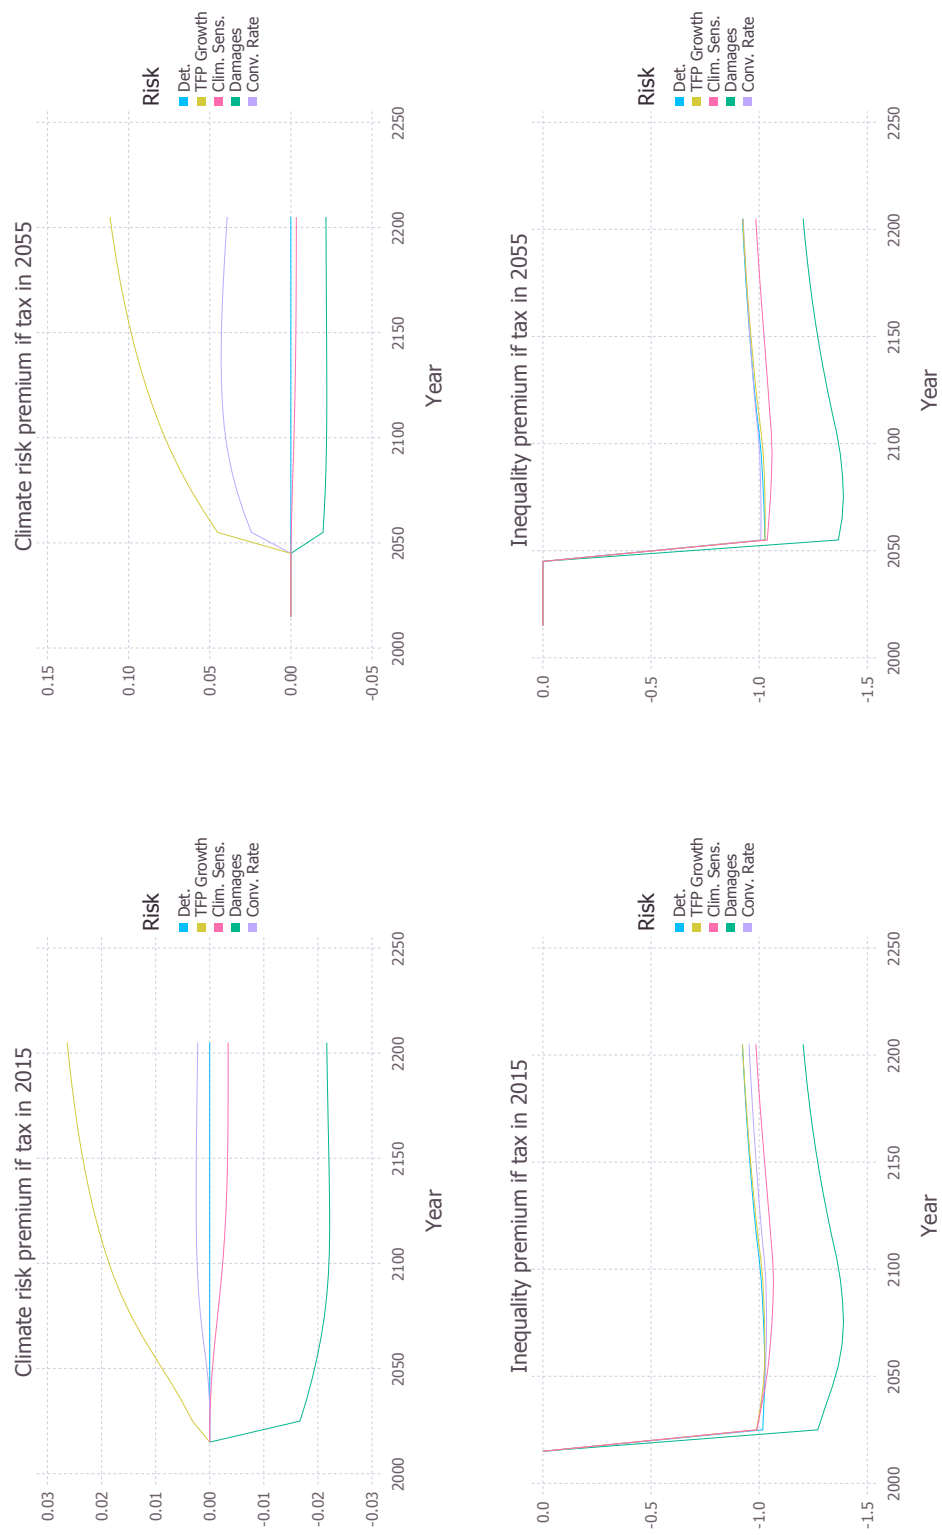 Climate risk premium if tax in 2015
0.03
0.02
0.01
0.00
-0.01
-0.02
-0.03
2000
2050
2100
2150
2200
2250
Year
Risk
Det.
TFP Growth
Clim. Sens.
Damages
Conv. Rate
Climate risk premium if tax in 2055
0.15
0.10
0.05
0.00
-0.05
2000
2050
2100
2150
2200
2250
Year
Risk
Det.
TFP Growth
Clim. Sens.
Damages
Conv. Rate
Inequality premium if tax in 2015
0.0
-0.5
-1.0
-1.5
2000
2050
2100
2150
2200
2250
Year
Risk
Det.
TFP Growth
Clim. Sens.
Damages
Conv. Rate
Inequality premium if tax in 2055
0.0
-0.5
-1.0
-1.5
2000
2050
2100
2150
2200
2250
Year
Risk
Det.
TFP Growth
Clim. Sens.
Damages
Conv. Rate